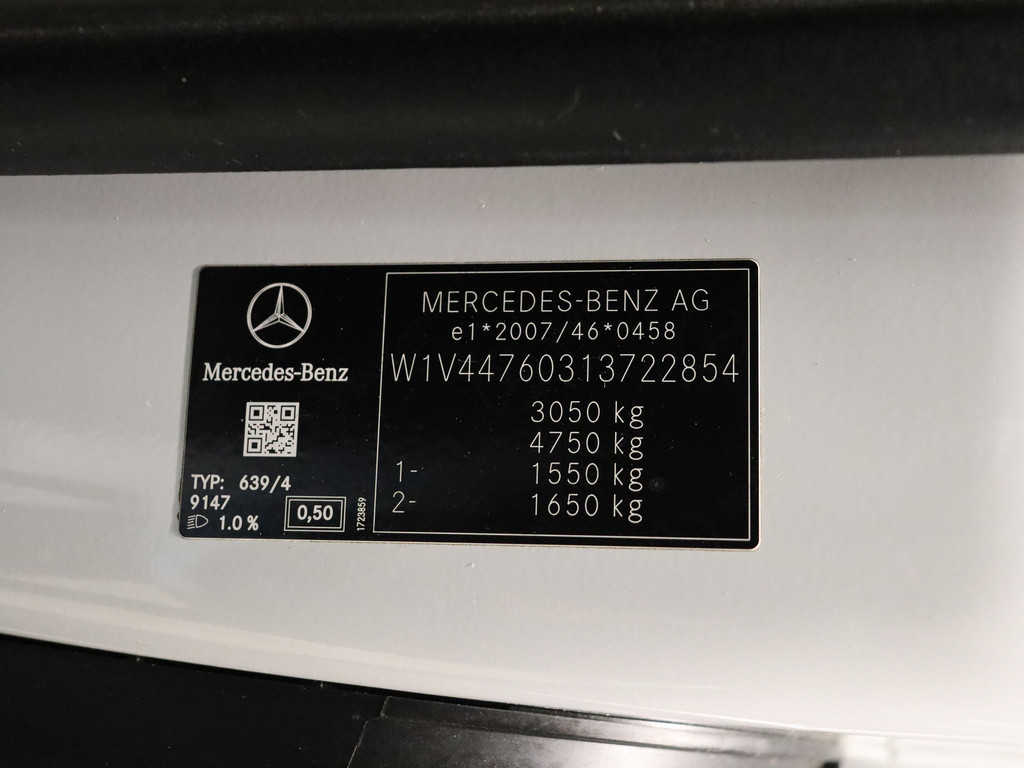 Mercedes-Benz
TYP: 639/4
9147
1.0 %
0,50
1723859
MERCEDES-BENZ AG
e1*2007/46*0458
W1V44760313722854
3050 kg
4750 kg
1- 1550 kg
2- 1650 kg